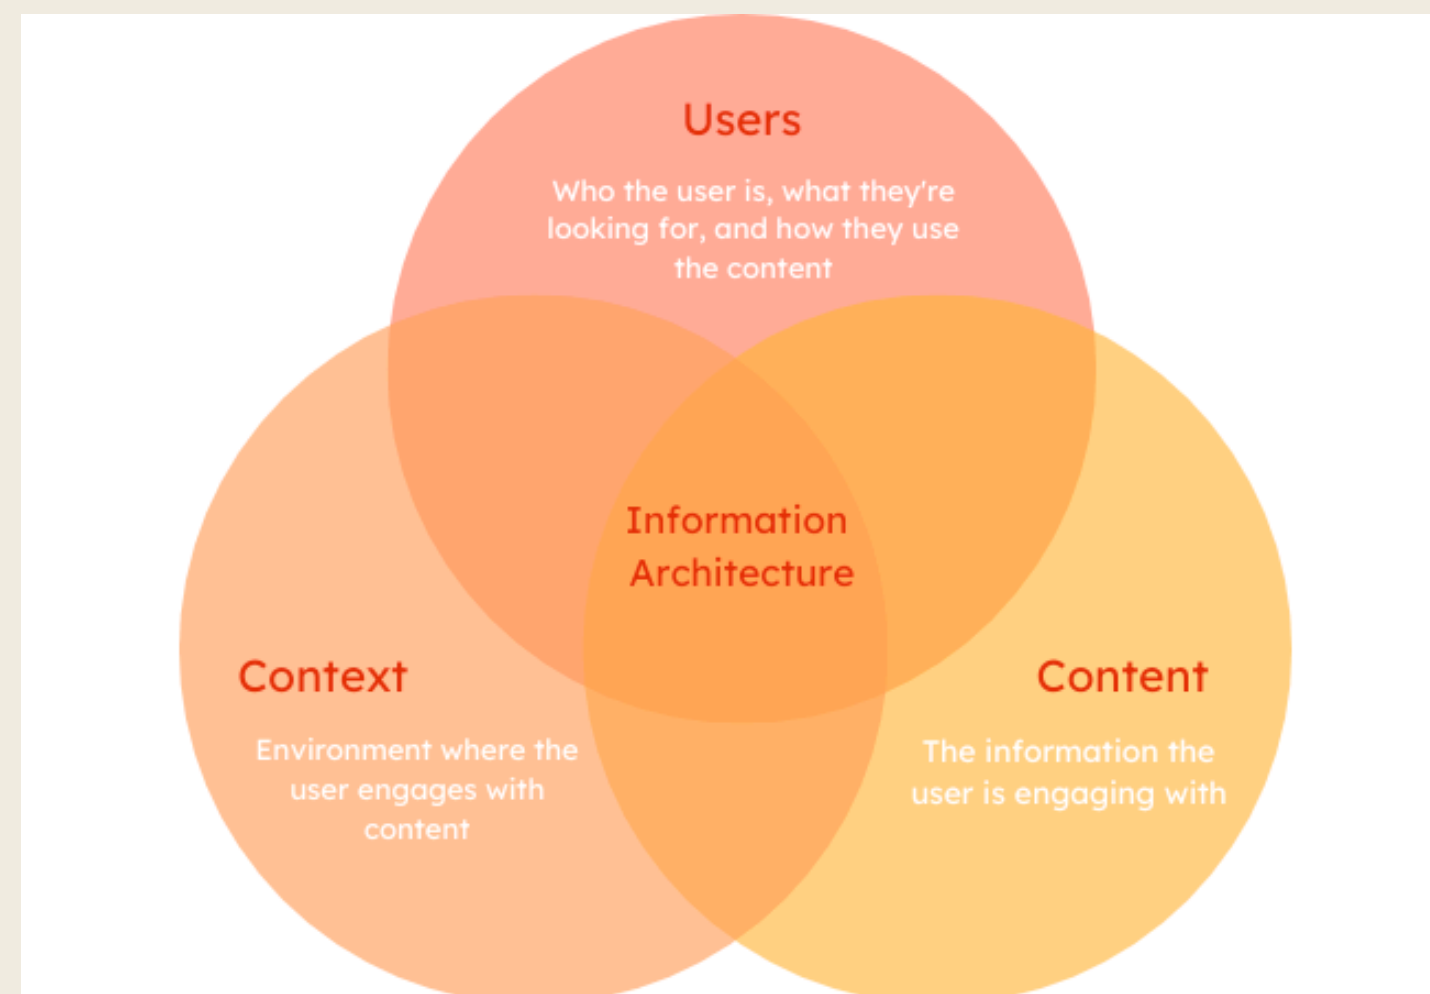 Users
Who the user is, what they're
looking for, and how they use
the content
Information
Architecture
Context
Environment where the
user engages with
content
Content
The information the
user is engaging with